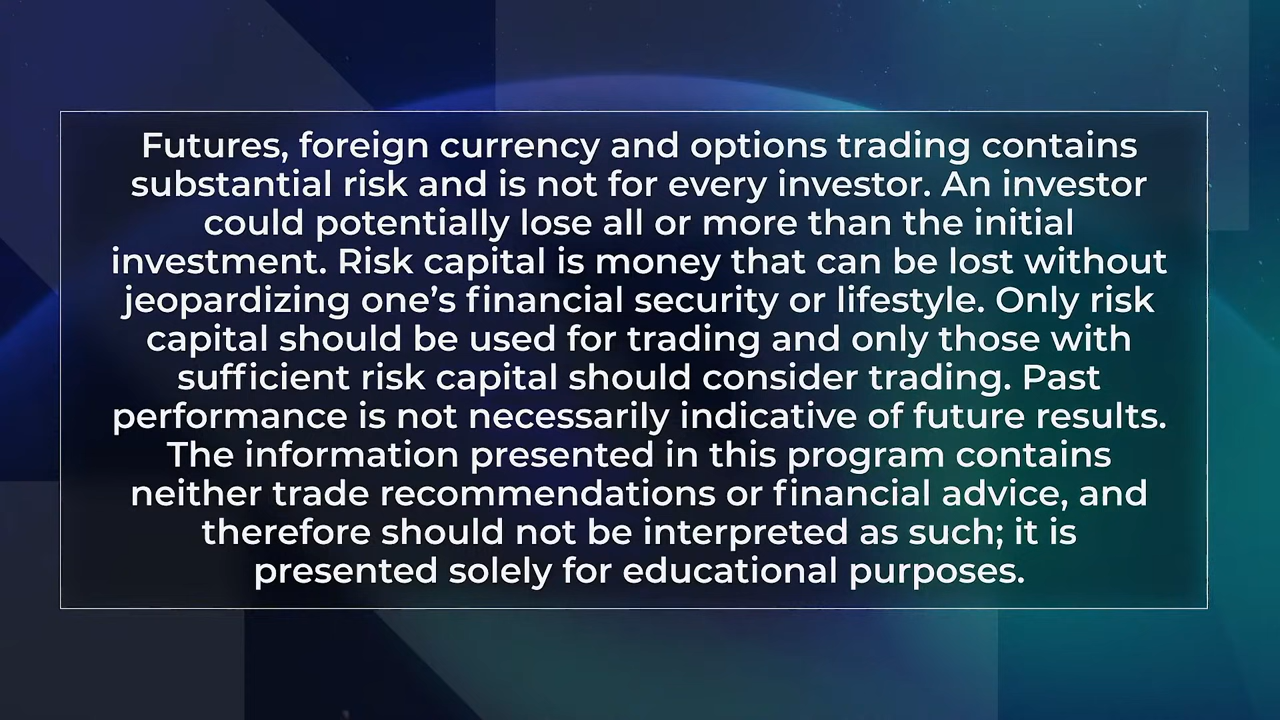 Futures, foreign currency and options trading contains
substantial risk and is not for every investor. An investor
could potentially lose all or more than the initial
investment. Risk capital is money that can be lost without
jeopardizing one’s financial security or lifestyle. Only risk
capital should be used for trading and only those with
sufficient risk capital should consider trading. Past
performance is not necessarily indicative of future results.
The information presented in this program contains
neither trade recommendations or financial advice, and
therefore should not be interpreted as such; it is
presented solely for educational purposes.